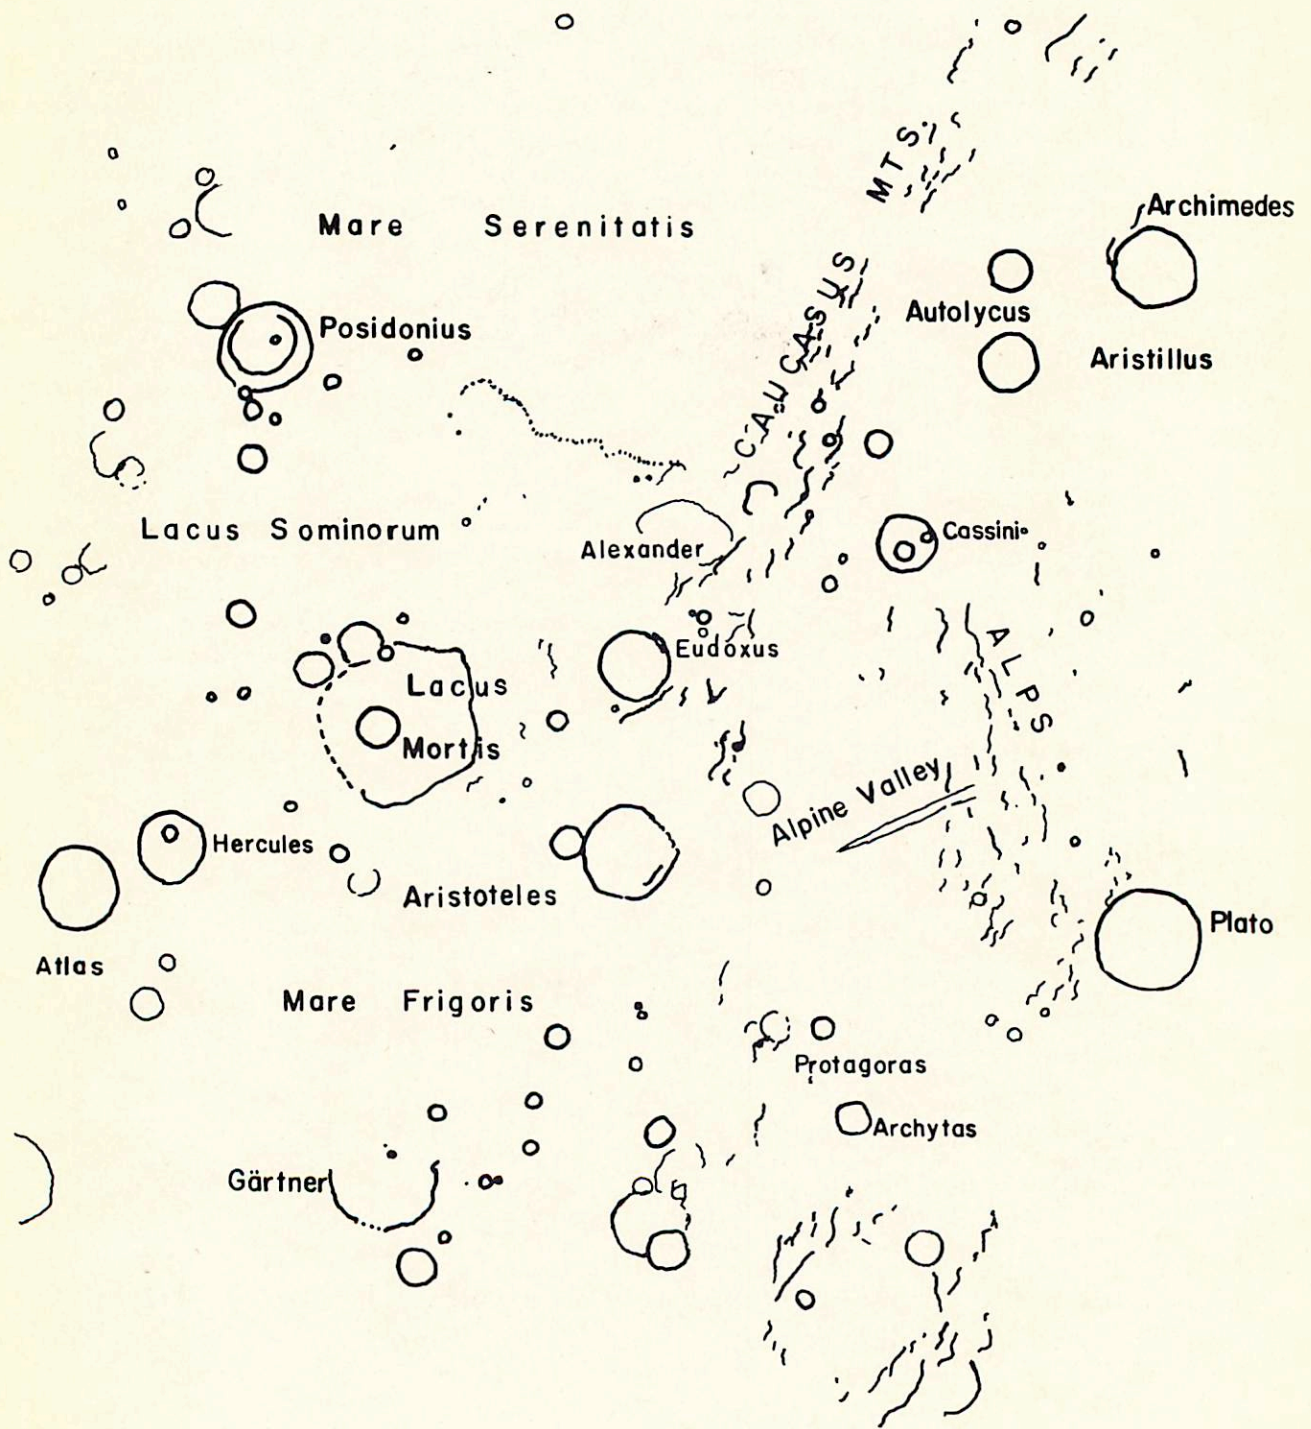 MTS.
Archimedes
Mare Serenitatis
CAUCASUS
Autolycus
Posidonius
Aristillus
Lacus Sominorum
Alexander
Cassini
Eudoxus
ALPS
Lacus
Mortis
Alpine Valley
Hercules
Aristoteles
Plato
Atlas
Mare Frigoris
Protagoras
Archytas
Gärtner